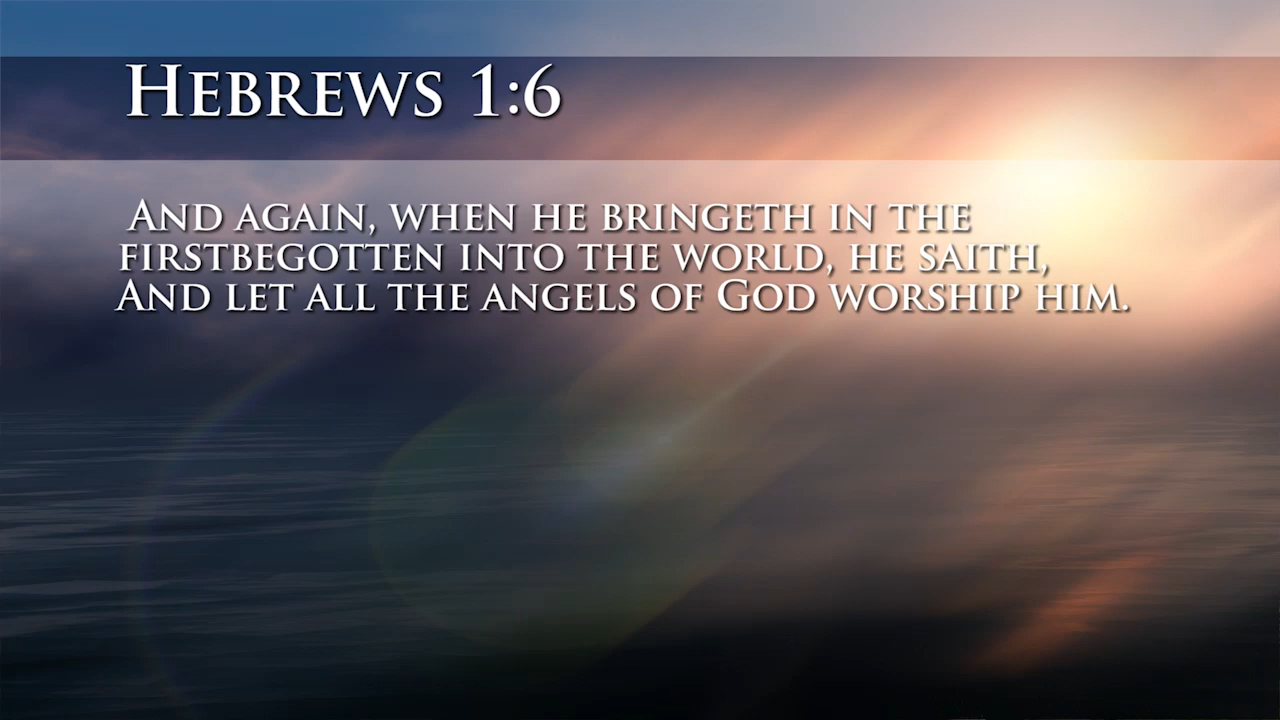 Hebrews 1:6
And again, when he bringeth in the
firstbegotten into the world, he saith,
And let all the angels of God worship him.